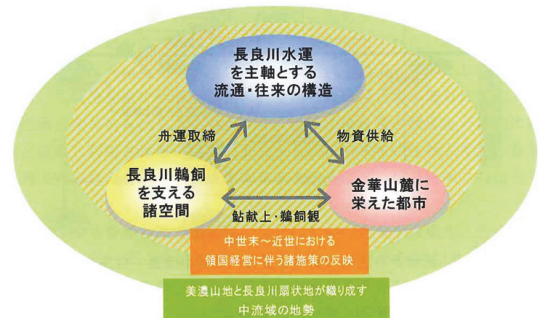 長良川水運
を主軸とする
流通・往来の構造
舟運取締
物資供給
長良川鵜飼
を支える
諸空間
金華山麓に
栄えた都市
鮎献上・鵜飼観
中世末～近世における
領国経営に伴う諸施策の反映
美濃山地と長良川扇状地が織り成す
中流域の地勢